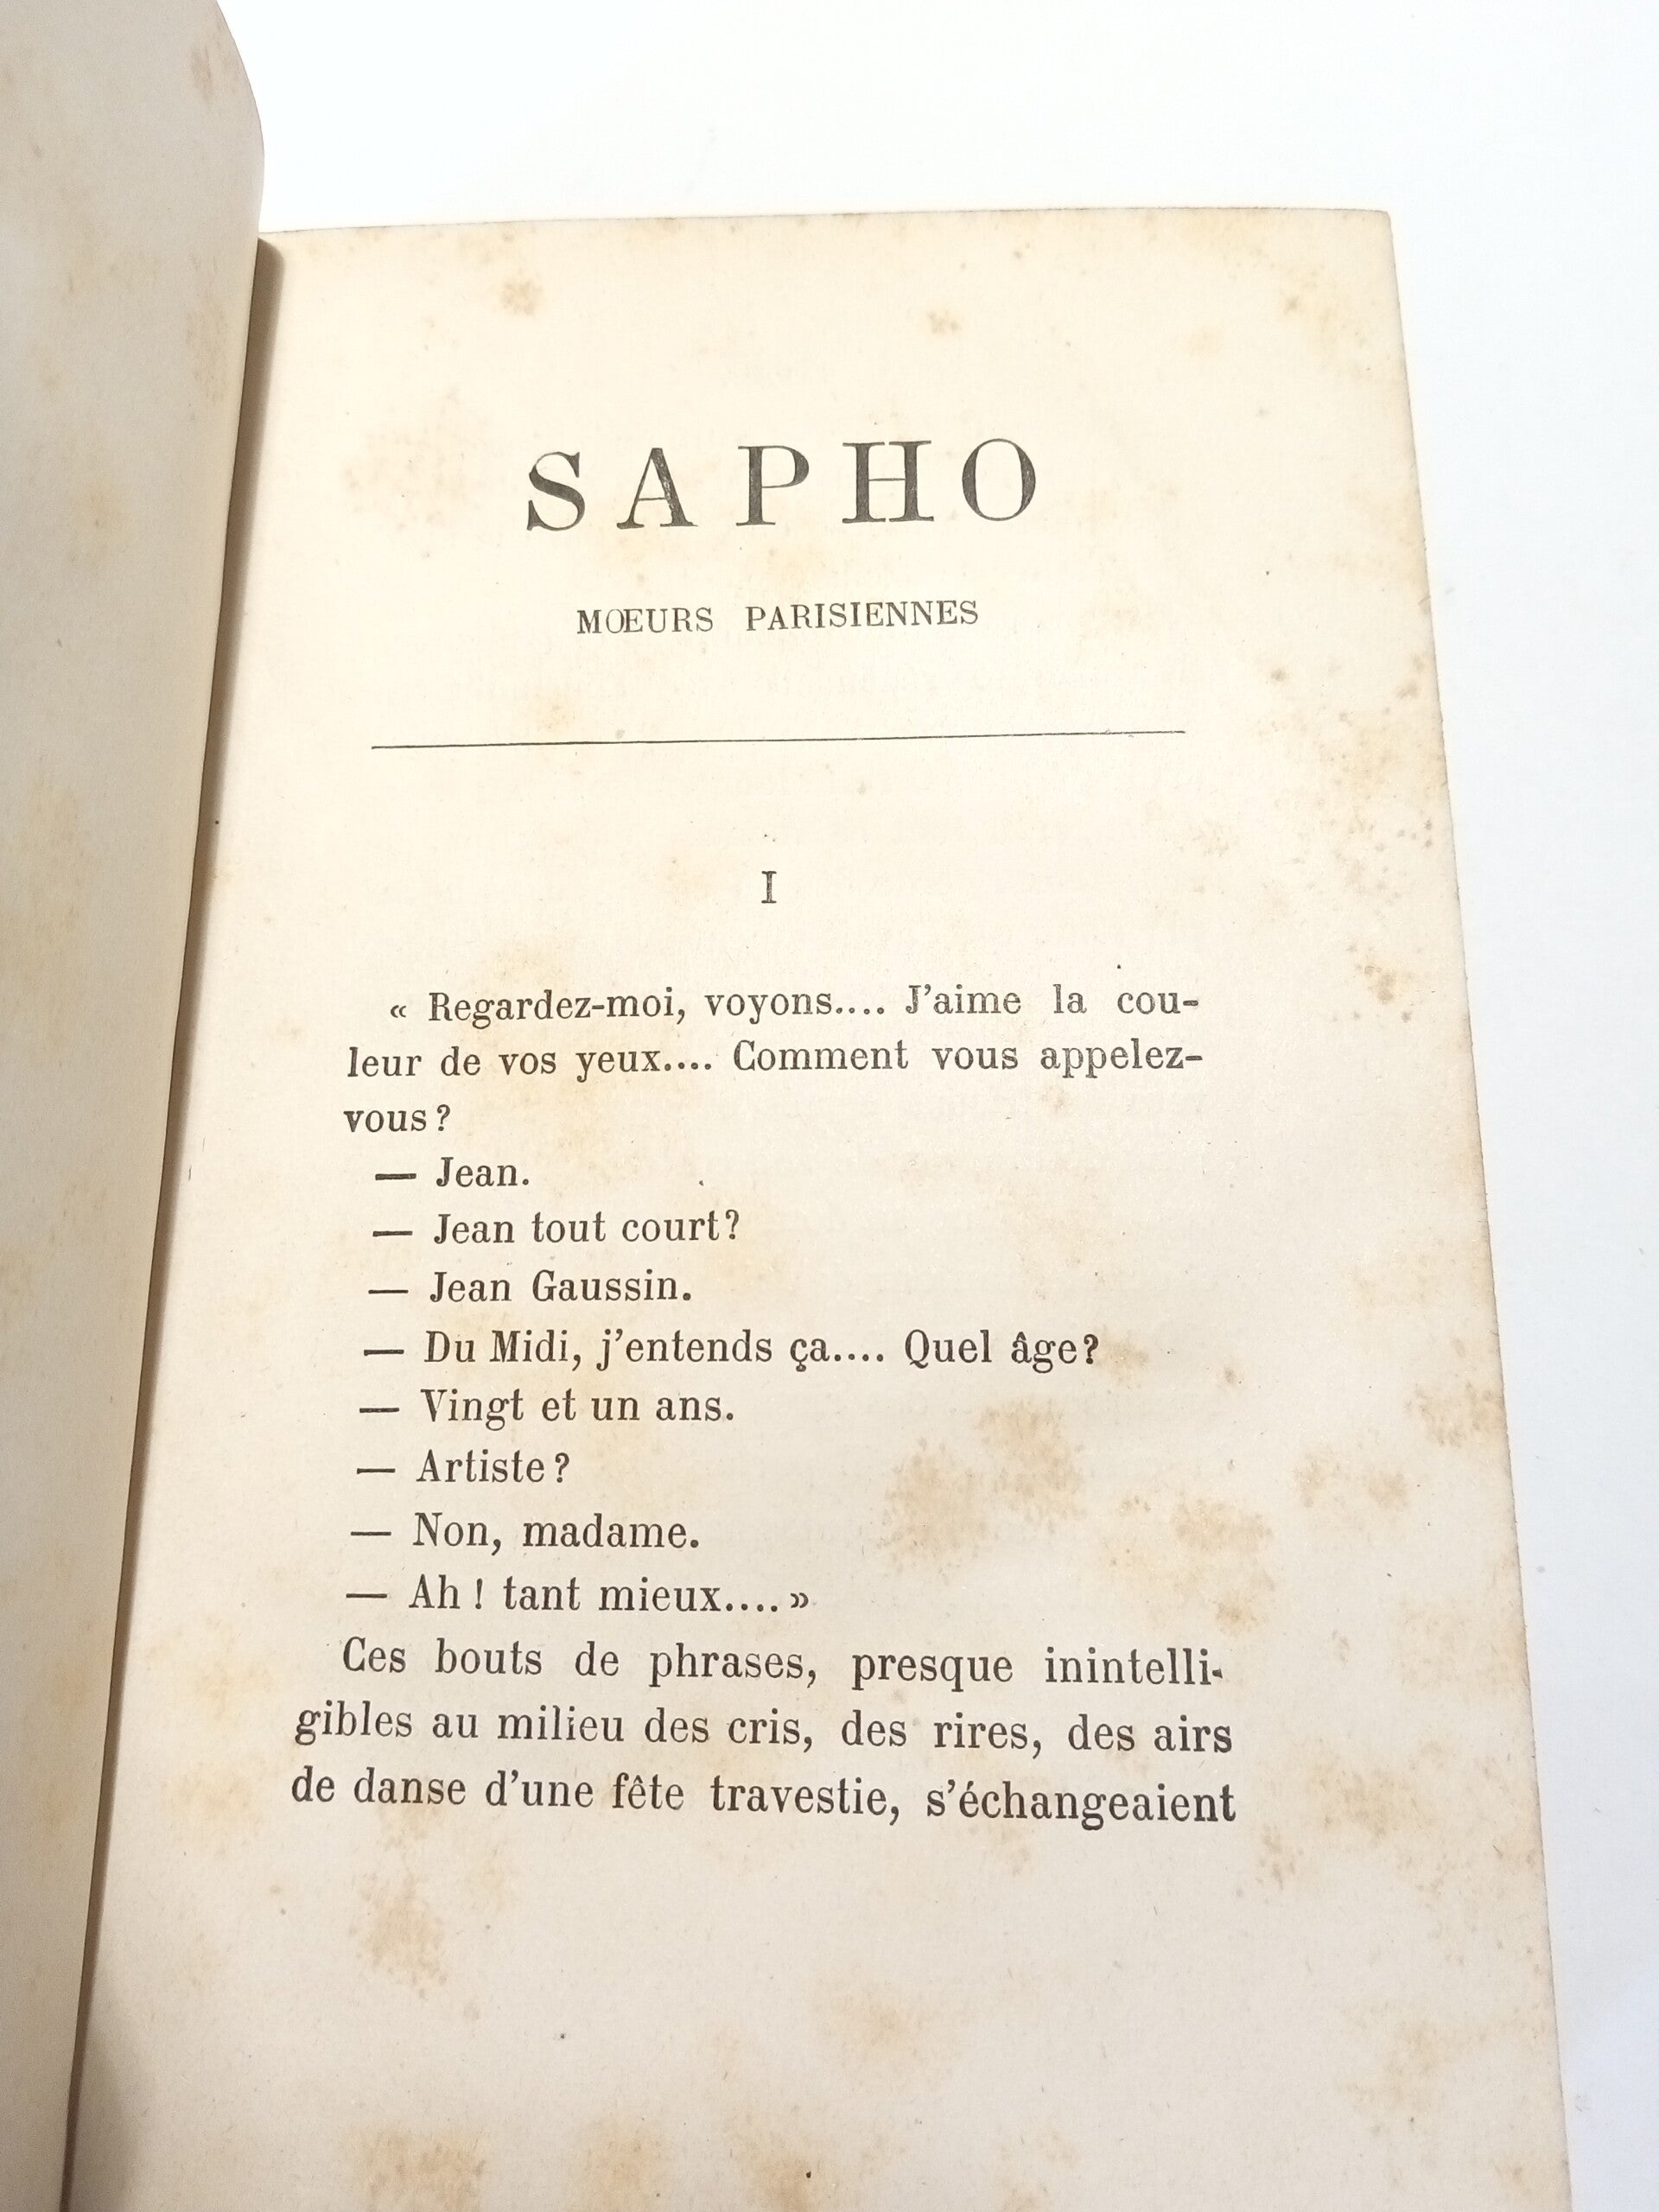 SAPHO
MŒURS PARISIENNES
I
« Regardez-moi, voyons.... J'aime la cou-
leur de vos yeux.... Comment vous appelez-
vous ?
— Jean.
— Jean tout court ?
— Jean Gaussin.
— Du Midi, j'entends ça.... Quel âge ?
— Vingt et un ans.
— Artiste ?
— Non, madame.
— Ah ! tant mieux.... »
Ces bouts de phrases, presque inintelli-
gibles au milieu des cris, des rires, des airs
de danse d'une fête travestie, s'échangeaient